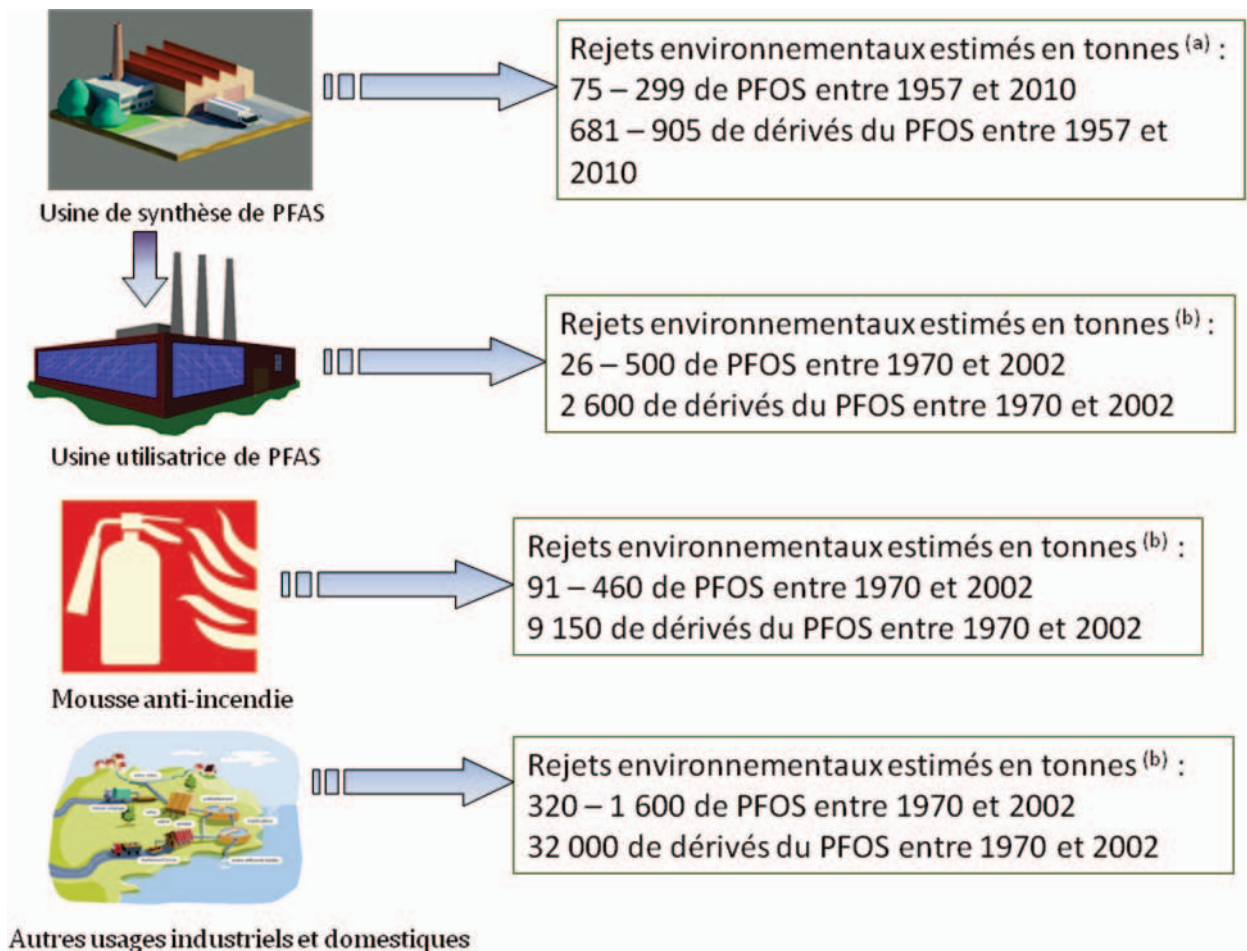 Rejets environnementaux estimés en tonnes (a) :
75 – 299 de PFOS entre 1957 et 2010
681 – 905 de dérivés du PFOS entre 1957 et
2010
Usine de synthèse de PFAS
Rejets environnementaux estimés en tonnes (b) :
26 – 500 de PFOS entre 1970 et 2002
2 600 de dérivés du PFOS entre 1970 et 2002
Usine utilisatrice de PFAS
Rejets environnementaux estimés en tonnes (b) :
91 – 460 de PFOS entre 1970 et 2002
9 150 de dérivés du PFOS entre 1970 et 2002
Mousse anti-incendie
Rejets environnementaux estimés en tonnes (b) :
320 – 1 600 de PFOS entre 1970 et 2002
32 000 de dérivés du PFOS entre 1970 et 2002
Autres usages industriels et domestiques